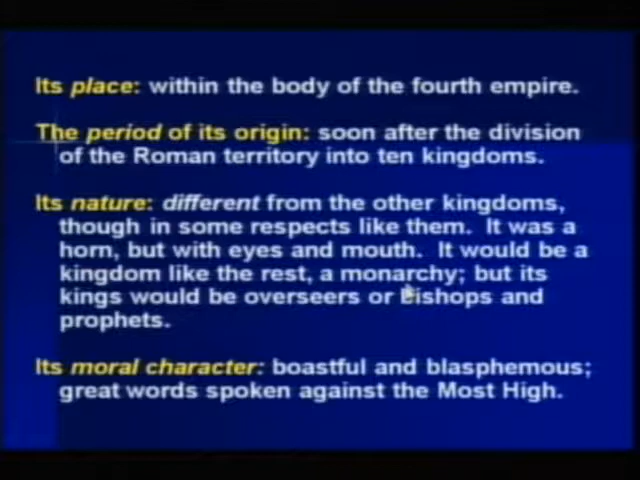 Its place: within the body of the fourth empire.
The period of its origin: soon after the division
of the Roman territory into ten kingdoms.
Its nature: different from the other kingdoms,
though in some respects like them. It was a
horn, but with eyes and mouth. It would be a
kingdom like the rest, a monarchy; but its
kings would be overseers or bishops and
prophets.
Its moral character: boastful and blasphemous;
great words spoken against the Most High.